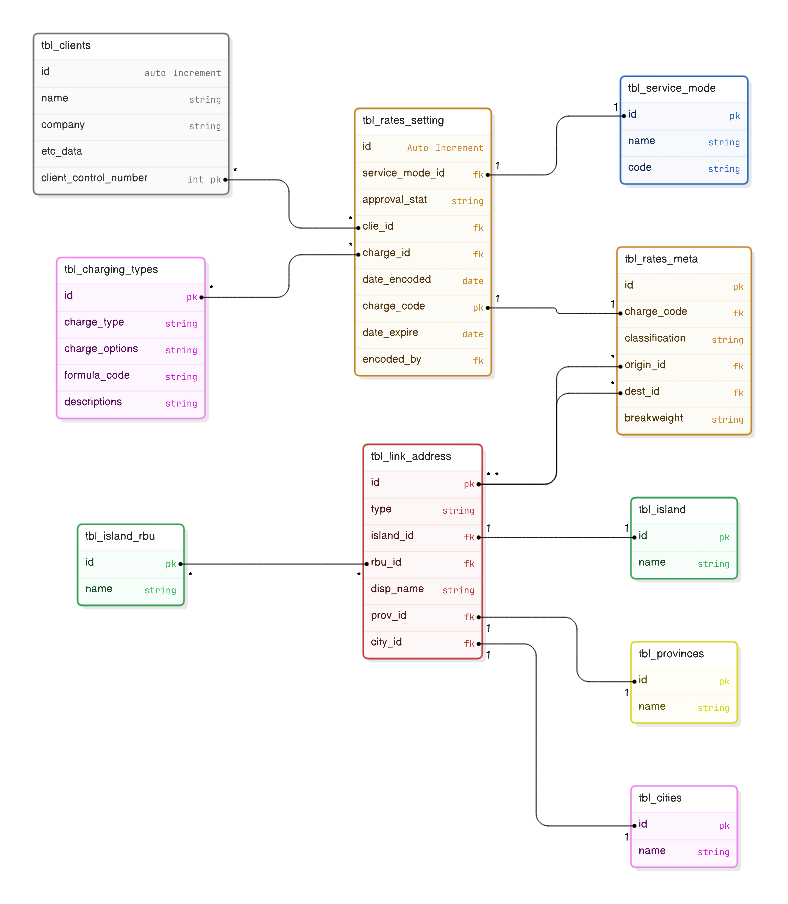 tbl_clients
id auto Increment
name string
company string
etc_data
client_control_number int pk
*
tbl_charging_types
id pk
*
charge_type string
charge_options string
formula_code string
descriptions string
tbl_island_rbu
id pk
*
name string
tbl_rates_setting
id Auto Increment
service_mode_id fk
1
approval_stat string
*
clie_id fk
*
charge_id fk
date_encoded date
charge_code pk
1
date_expire date
encoded_by fk
tbl_link_address
id pk
* *
type string
island_id fk
1
rbu_id fk
*
disp_name string
prov_id fk
1
city_id fk
1
tbl_service_mode
1
id pk
name string
code string
tbl_rates_meta
id pk
1
charge_code fk
classification string
*
origin_id fk
*
dest_id fk
breakweight string
tbl_island
1
id pk
name string
tbl_provinces
id pk
1
name string
tbl_cities
id pk
1
name string